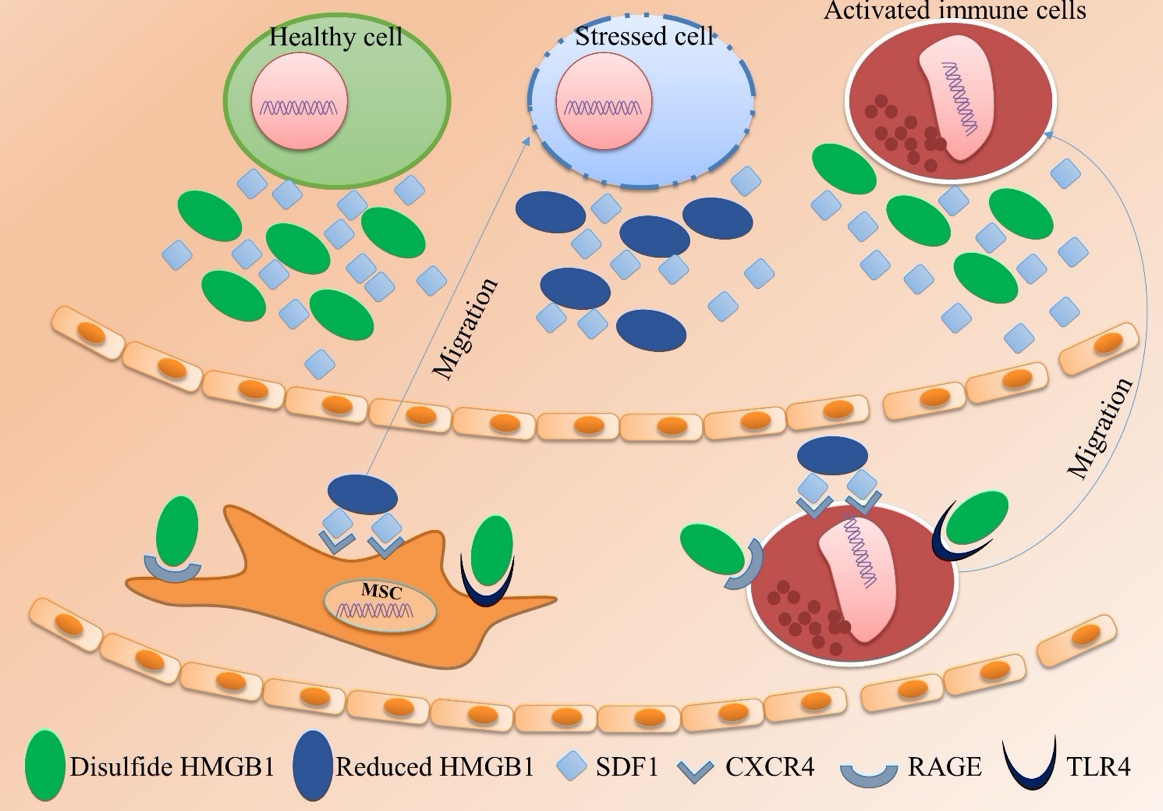 Healthy cell
Stressed cell
Activated immune cells
Migration
Migration
MSC
Disulfide HMGB1
Reduced HMGB1
SDF1
CXCR4
RAGE
TLR4